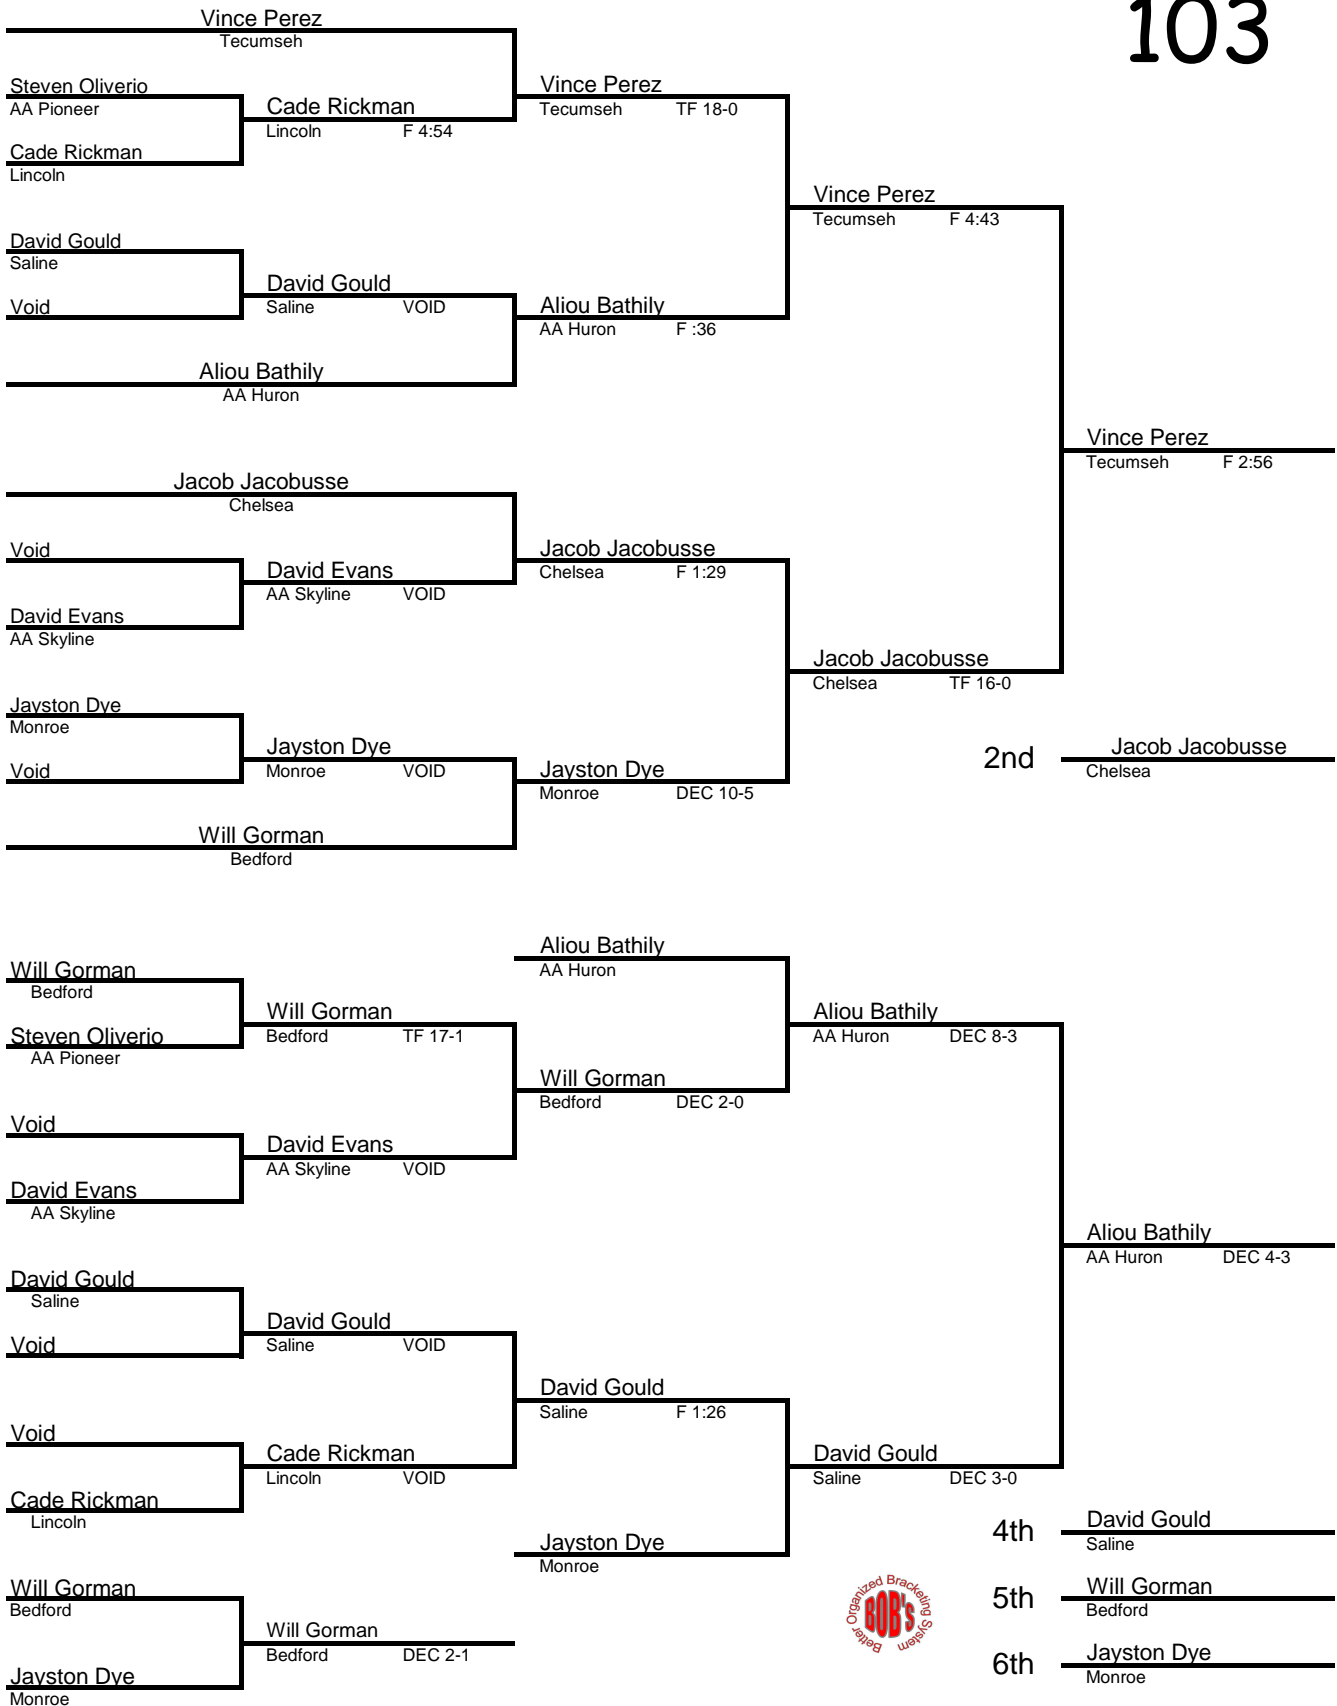 103
Vince Perez
Tecumseh
Steven Oliverio
AA Pioneer
Cade Rickman
Lincoln
Cade Rickman
Lincoln F 4:54
Vince Perez
Tecumseh TF 18-0
David Gould
Saline
Void
David Gould
Saline VOID
Aliou Bathily
AA Huron
Aliou Bathily
AA Huron F :36
Vince Perez
Tecumseh F 4:43
Jacob Jacobusse
Chelsea
Void
David Evans
AA Skyline
David Evans
AA Skyline VOID
Jacob Jacobusse
Chelsea F 1:29
Jayston Dye
Monroe
Void
Jayston Dye
Monroe VOID
Will Gorman
Bedford
Jayston Dye
Monroe DEC 10-5
Jacob Jacobusse
Chelsea TF 16-0
Vince Perez
Tecumseh F 2:56
2nd Jacob Jacobusse
Chelsea
Will Gorman
Bedford
Steven Oliverio
AA Pioneer
Will Gorman
Bedford TF 17-1
Void
David Evans
AA Skyline
David Evans
AA Skyline VOID
Aliou Bathily
AA Huron
Will Gorman
Bedford DEC 2-0
Aliou Bathily
AA Huron DEC 8-3
David Gould
Saline
Void
David Gould
Saline VOID
Void
Cade Rickman
Lincoln
Cade Rickman
Lincoln VOID
David Gould
Saline F 1:26
Jayston Dye
Monroe
David Gould
Saline DEC 3-0
Aliou Bathily
AA Huron DEC 4-3
Will Gorman
Bedford
Jayston Dye
Monroe
Will Gorman
Bedford DEC 2-1
Better Organized Bracketing System
BOB's
4th David Gould
Saline
5th Will Gorman
Bedford
6th Jayston Dye
Monroe